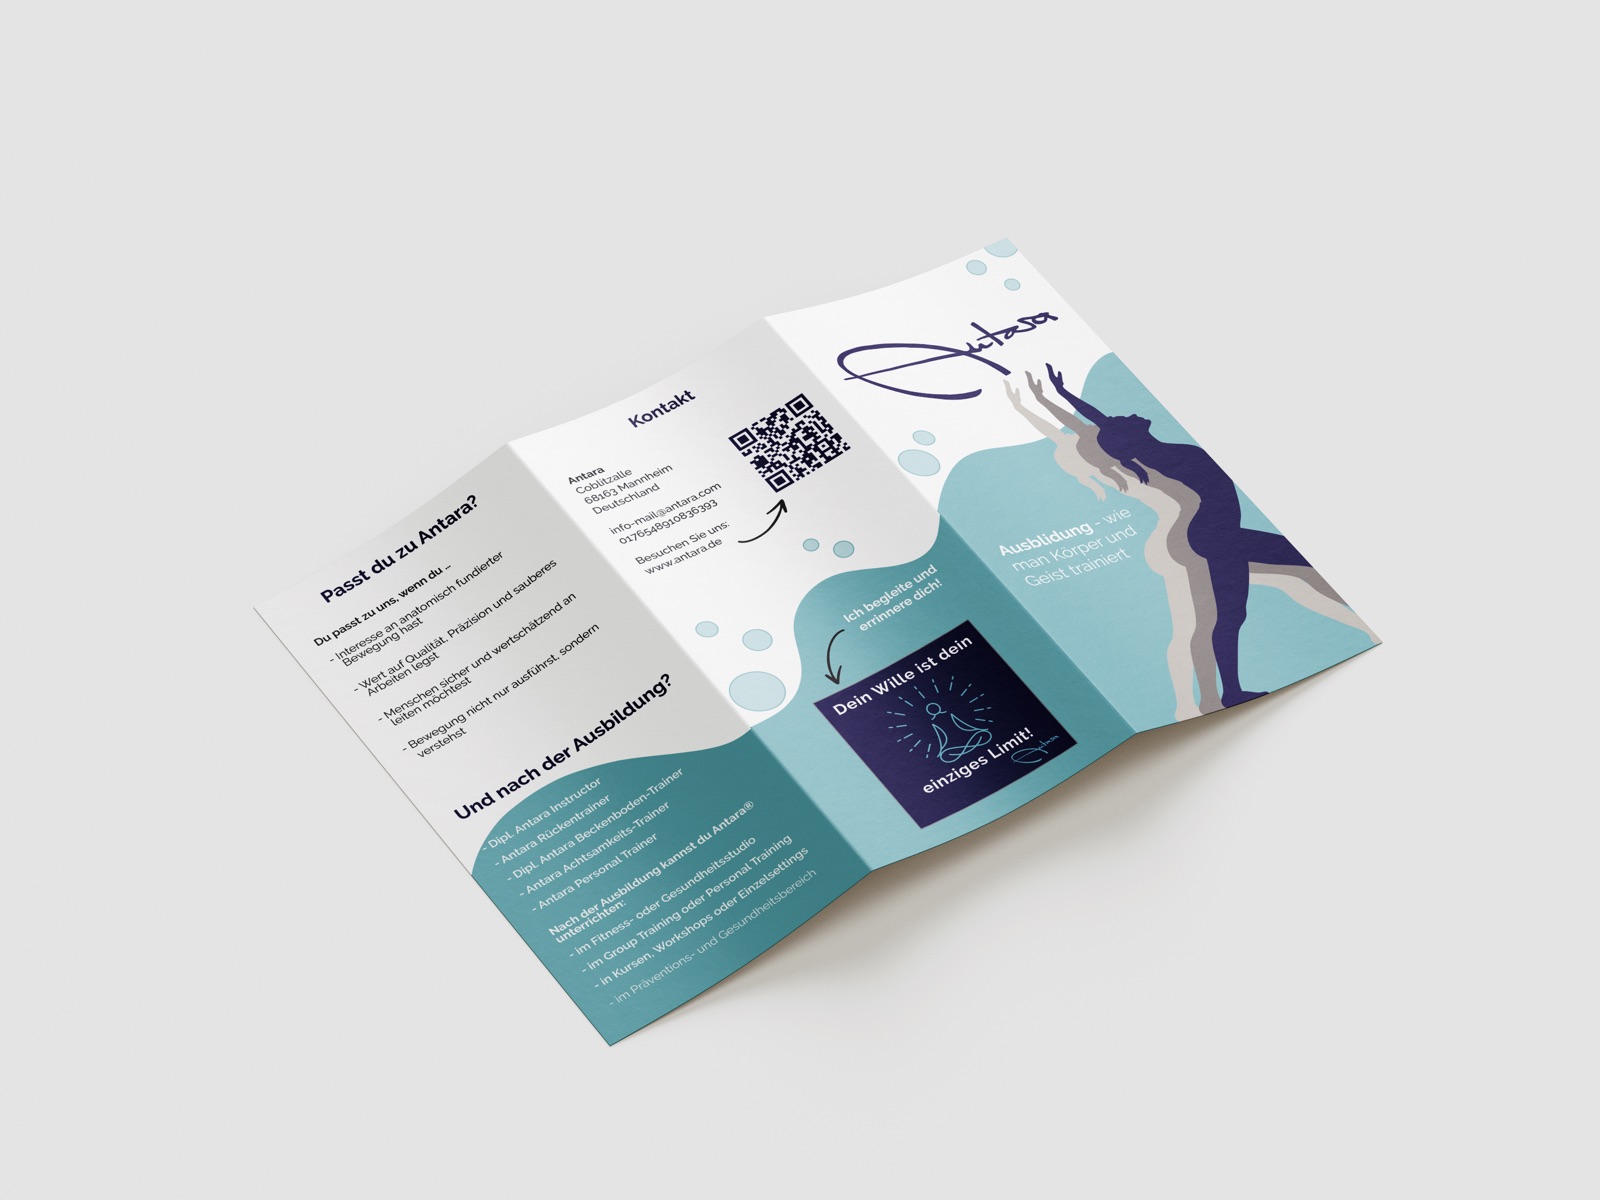 Passt du zu Antara?
Du passt zu uns, wenn du ...
- Interesse an anatomisch fundierter
Bewegung hast
- Wert auf Qualität, Präzision und sauberes
Arbeiten legst
- Menschen sicher und wertschätzend an
leiten möchtest
- Bewegung nicht nur ausführst, sondern
verstehst
Und nach der Ausbildung?
- Dipl. Antara Instructor
- Antara Rückentrainer
- Dipl. Antara Beckenboden-Trainer
- Antara Achtsamkeits-Trainer
- Antara Personal Trainer
Nach der Ausbildung kannst du Antara®
unterrichten:
- im Fitness- oder Gesundheitsstudio
- im Group Training oder Personal Training
- in Kursen, Workshops oder Einzelsettings
- im Präventions- und Gesundheitsbereich
Kontakt
Antara
Coblitzalle
68163 Mannheim
Deutschland
info-mail@antara.com
0176548910836393
Besuchen Sie uns:
www.antara.de
Ich begleite und
errinnere dich!
Dein Wille ist dein
einziges Limit!
Antara
Antara
Ausblidung - wie
man Körper und
Geist trainiert